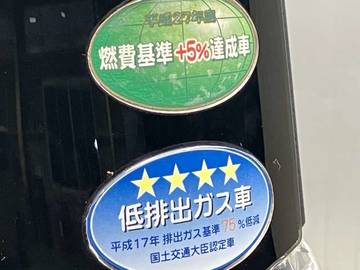 平成27年度
燃費基準+5%達成車
★★★★
低排出ガス車
平成17年 排出ガス基準 75%低減
国土交通大臣認定車